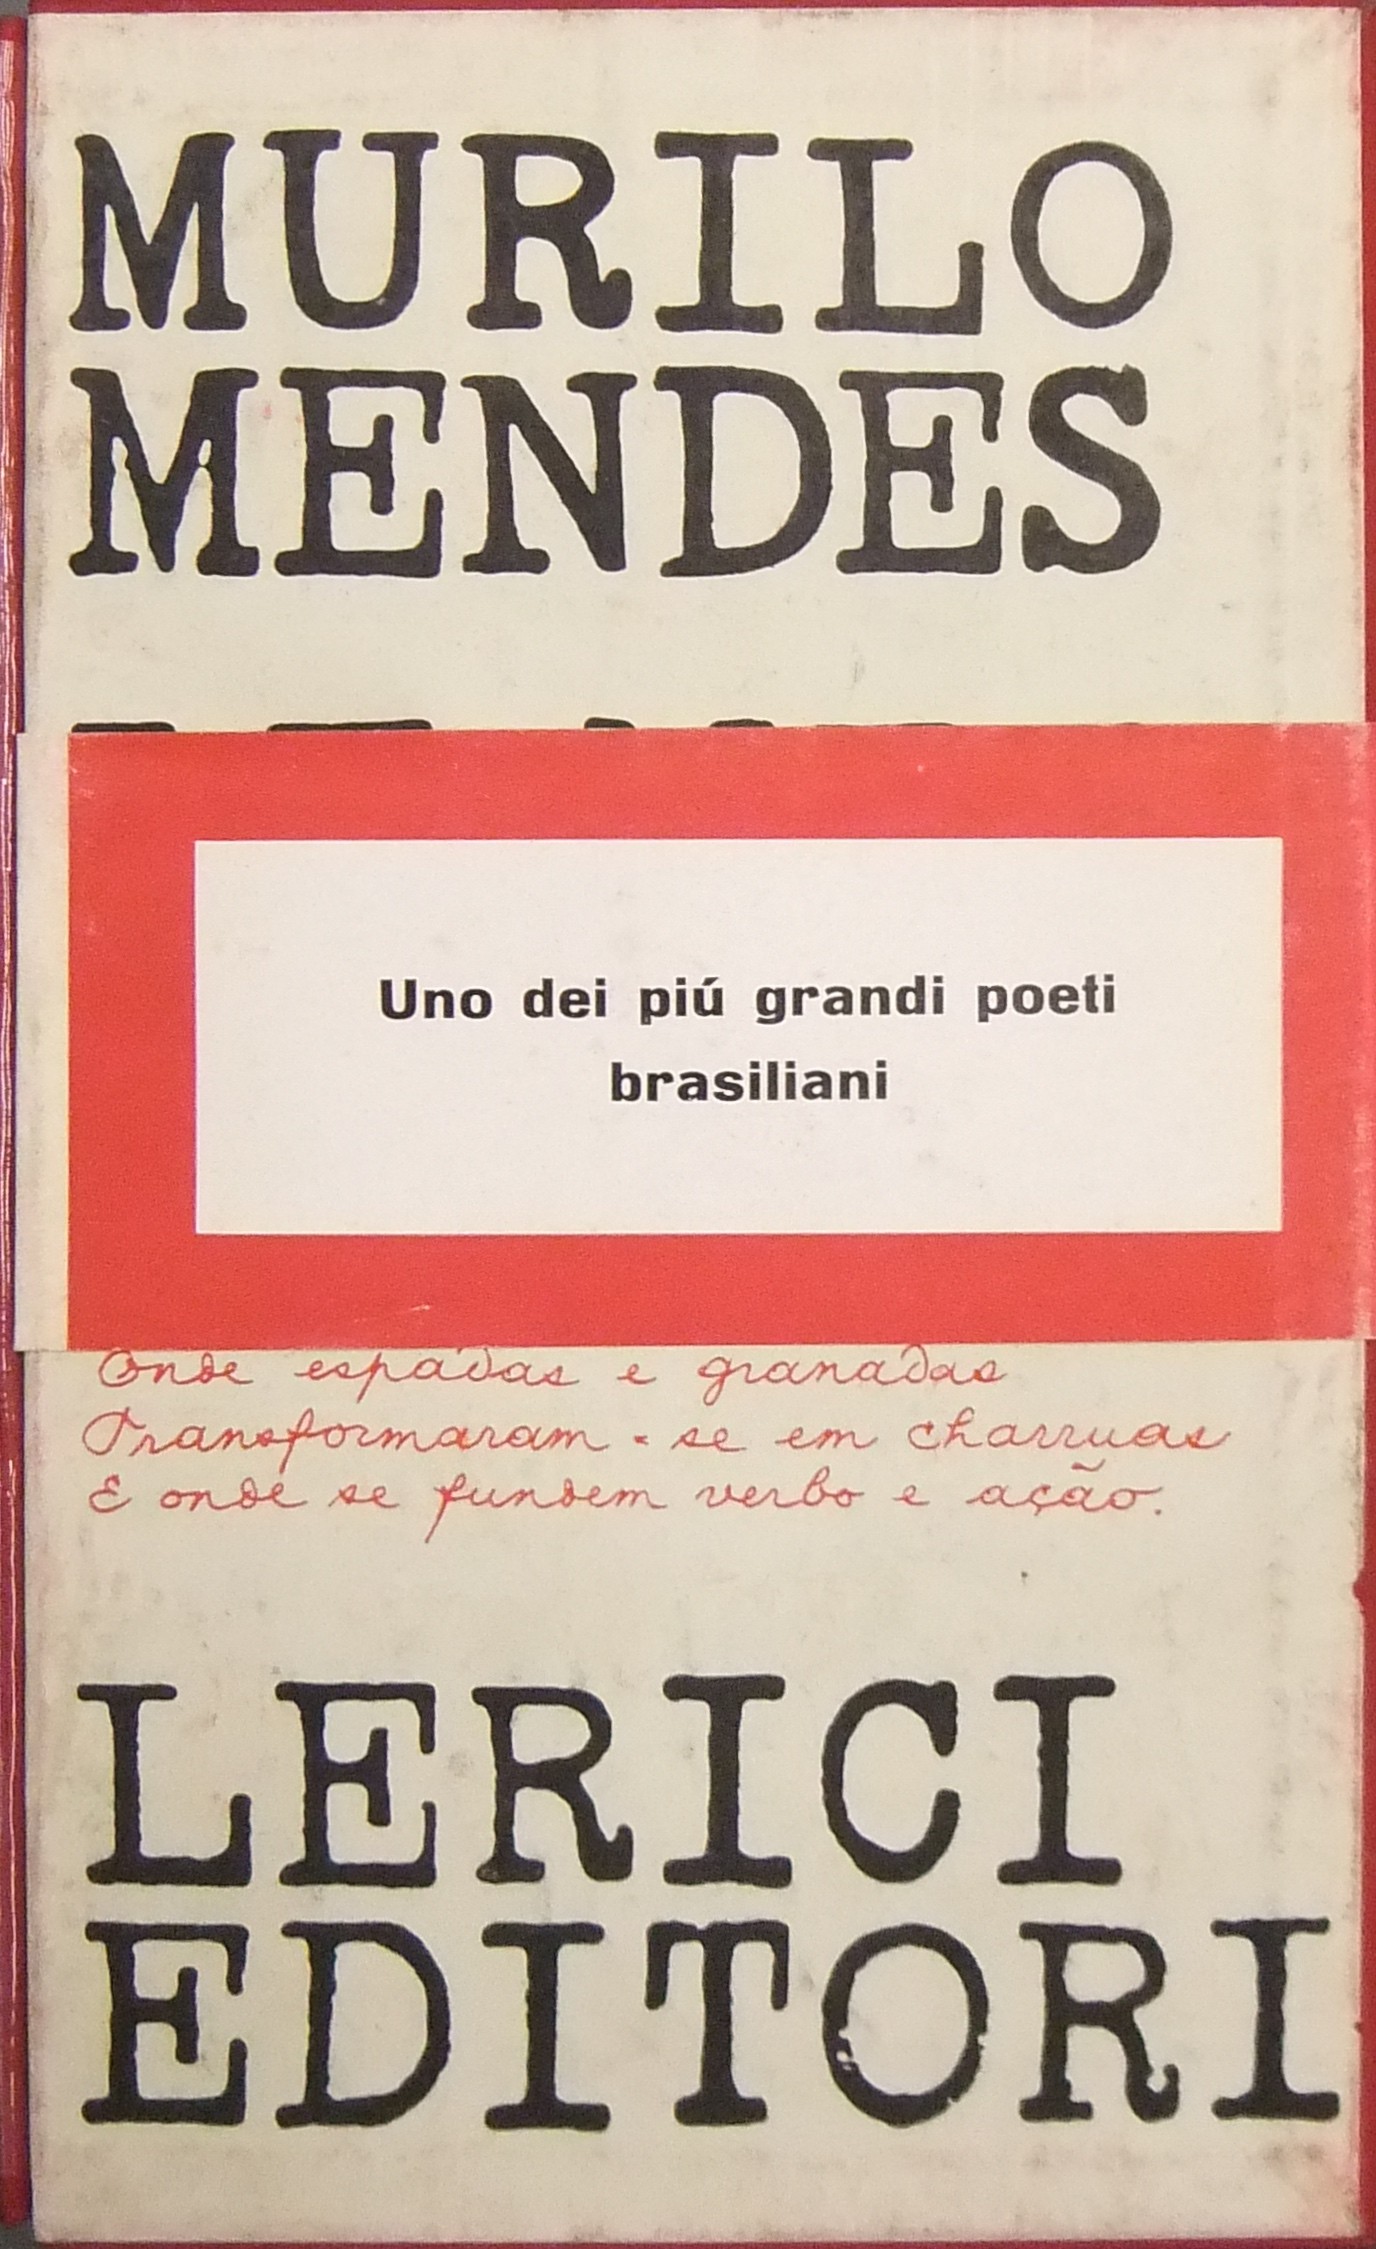 MURILO
MENDES
Uno dei piú grandi poeti
brasiliani
Onde espadas e granadas
Transformaram-se em charruas
E onde se fundem verbo e ação.
LERICI
EDITORI